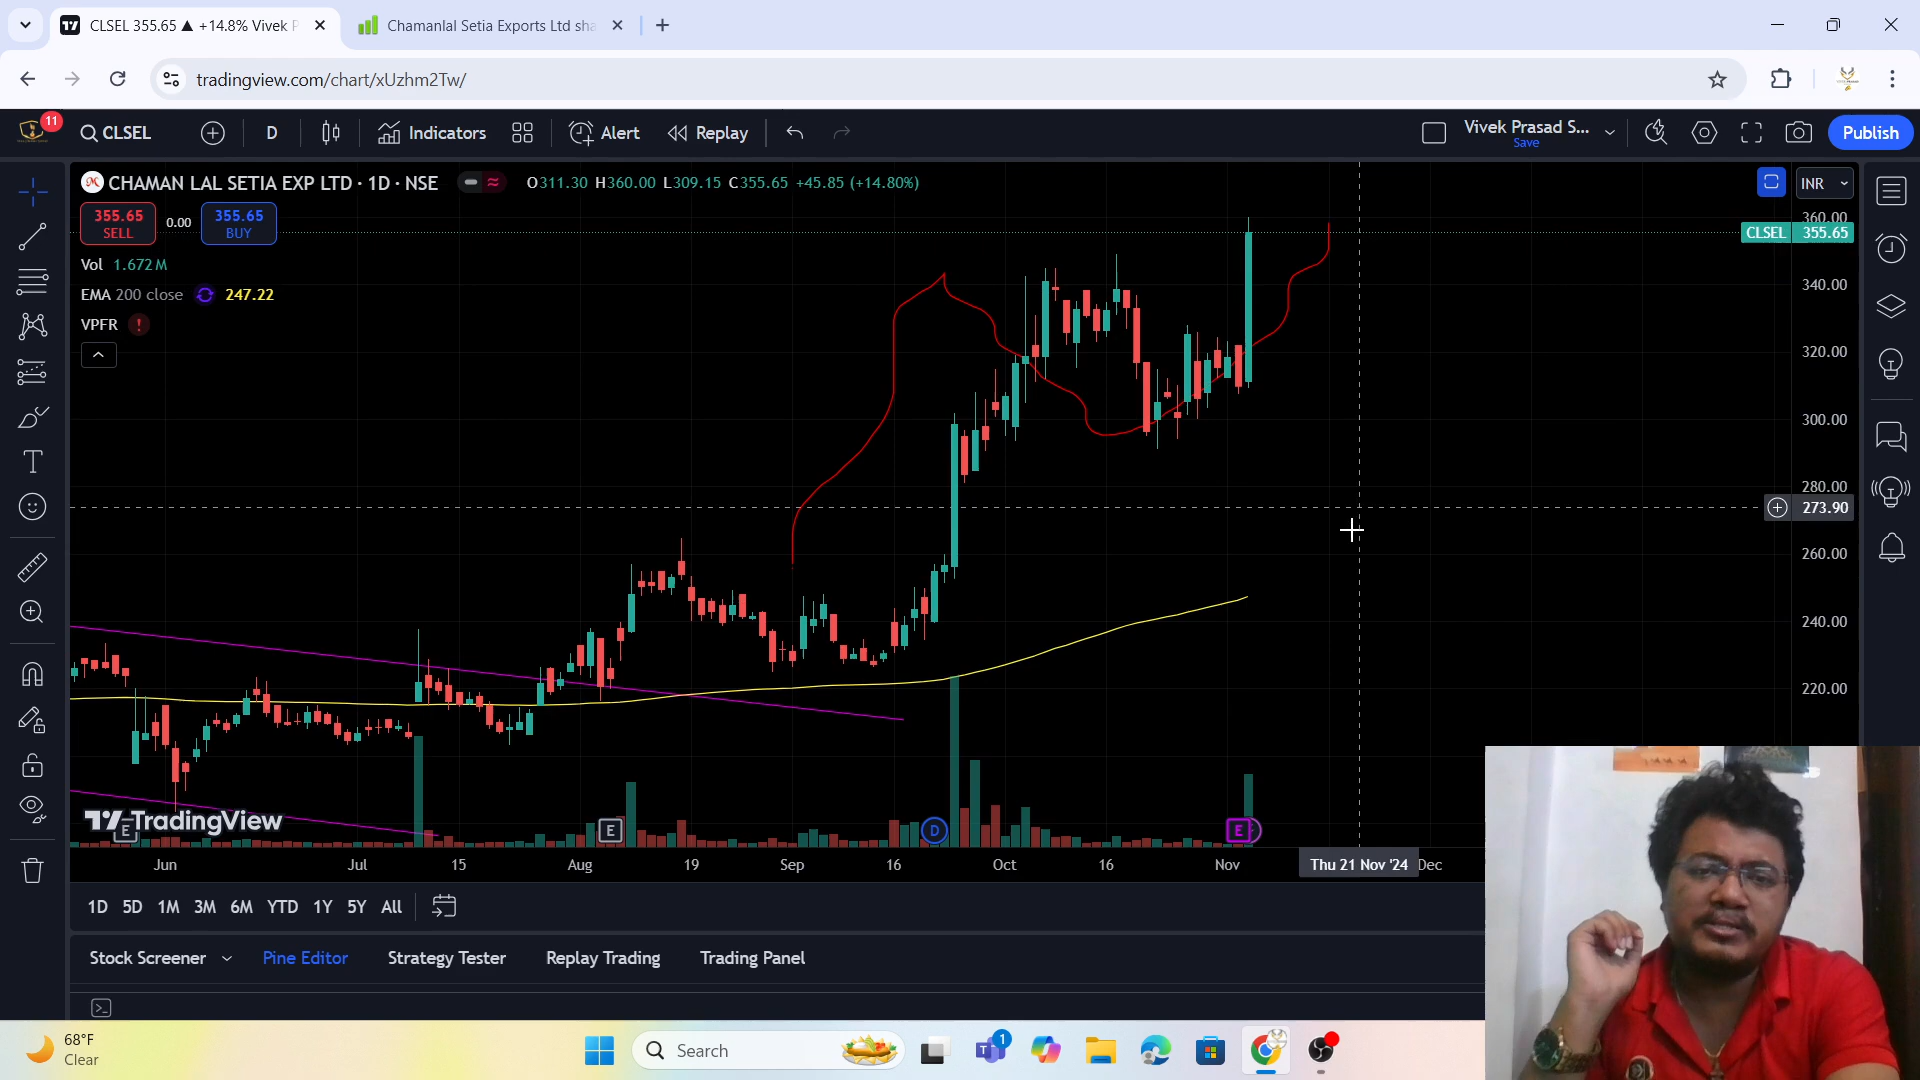 CLSEL 355.65 ▲ +14.8% Vivek P
Chamanlal Setia Exports Ltd sha
tradingview.com/chart/xUzhm2Tw/
11
CLSEL
D
Indicators
Alert
Replay
Vivek Prasad S...
Save
Publish
CHAMAN LAL SETIA EXP LTD · 1D · NSE
O311.30 H360.00 L309.15 C355.65 +45.85 (+14.80%)
INR
355.65
SELL
0.00
355.65
BUY
360.00
CLSEL 355.65
Vol 1.672 M
EMA 200 close 247.22
340.00
VPFR
320.00
300.00
280.00
273.90
260.00
240.00
220.00
TradingView
E
E
D
E
Jun
Jul
15
Aug
19
Sep
16
Oct
16
Nov
Thu 21 Nov '24
Dec
1D 5D 1M 3M 6M YTD 1Y 5Y All
Stock Screener
Pine Editor
Strategy Tester
Replay Trading
Trading Panel
68°F
Clear
Search
1